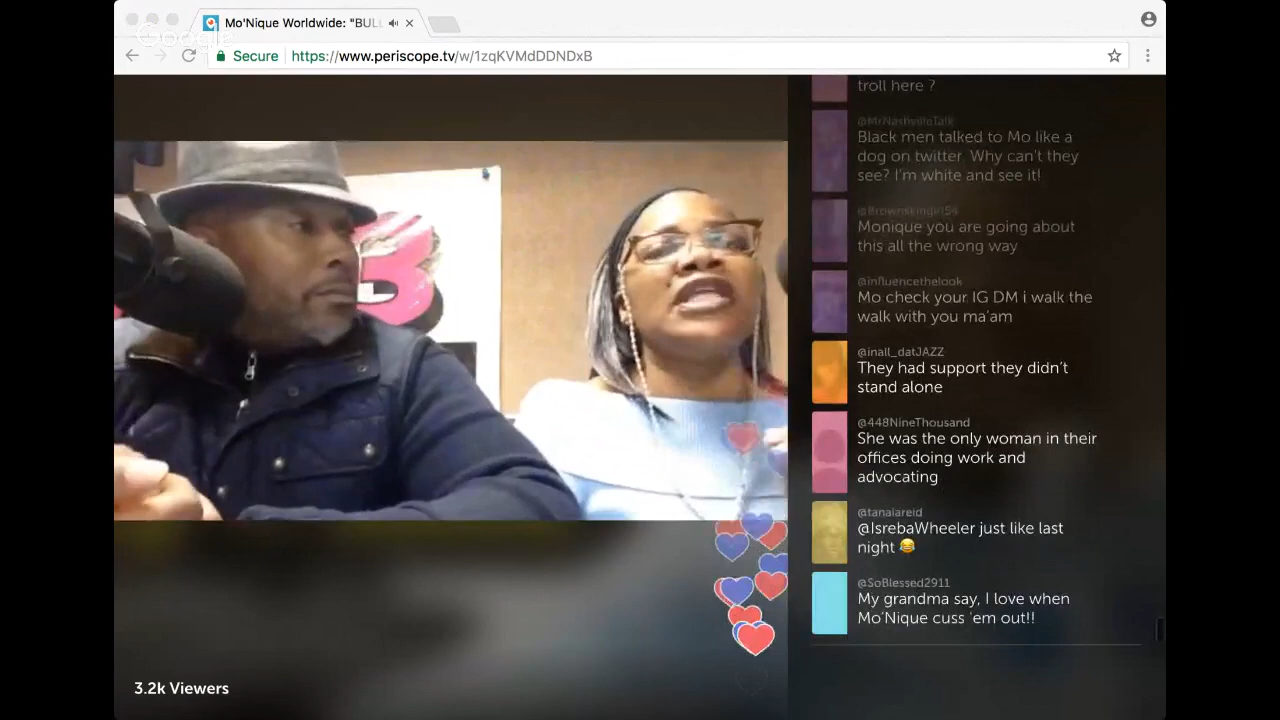 Mo'Nique Worldwide: "BUL
Google
Secure
https://www.periscope.tv/w/1zqKVMdDDNDxB
troll here ?
@MrNashvilleTalk
Black men talked to Mo like a
dog on twitter. Why can't they
see? I'm white and see it!
@Brownskingirl54
Monique you are going about
this all the wrong way
@influencethelook
Mo check your IG DM i walk the
walk with you ma'am
@inall_datJAZZ
They had support they didn't
stand alone
@448NineThousand
She was the only woman in their
offices doing work and
advocating
@tanaiareid
@IsrebaWheeler just like last
night 😂
@SoBlessed2911
My grandma say, I love when
Mo'Nique cuss 'em out!!
3.2k Viewers